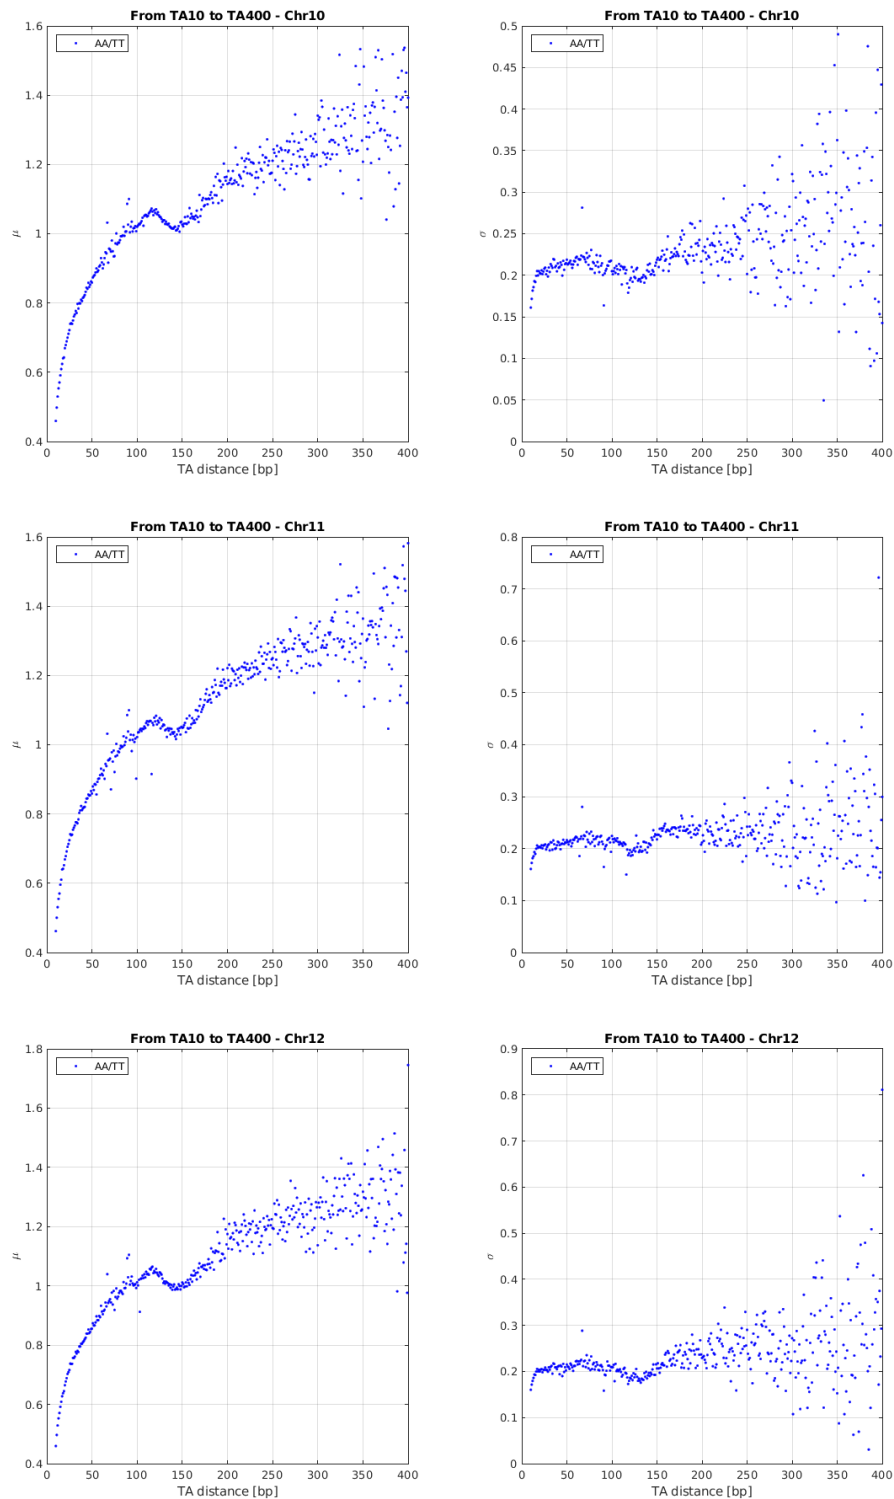 From TA10 to TA400 - Chr10
AA/TT
1.6
1.4
1.2
1
0.8
0.6
0.4
μ
0 50 100 150 200 250 300 350 400
TA distance [bp]
From TA10 to TA400 - Chr10
AA/TT
0.5
0.45
0.4
0.35
0.3
0.25
0.2
0.15
0.1
0.05
0
σ
0 50 100 150 200 250 300 350 400
TA distance [bp]
From TA10 to TA400 - Chr11
AA/TT
1.6
1.4
1.2
1
0.8
0.6
0.4
μ
0 50 100 150 200 250 300 350 400
TA distance [bp]
From TA10 to TA400 - Chr11
AA/TT
0.8
0.7
0.6
0.5
0.4
0.3
0.2
0.1
0
σ
0 50 100 150 200 250 300 350 400
TA distance [bp]
From TA10 to TA400 - Chr12
AA/TT
1.8
1.6
1.4
1.2
1
0.8
0.6
0.4
μ
0 50 100 150 200 250 300 350 400
TA distance [bp]
From TA10 to TA400 - Chr12
AA/TT
0.9
0.8
0.7
0.6
0.5
0.4
0.3
0.2
0.1
0
σ
0 50 100 150 200 250 300 350 400
TA distance [bp]